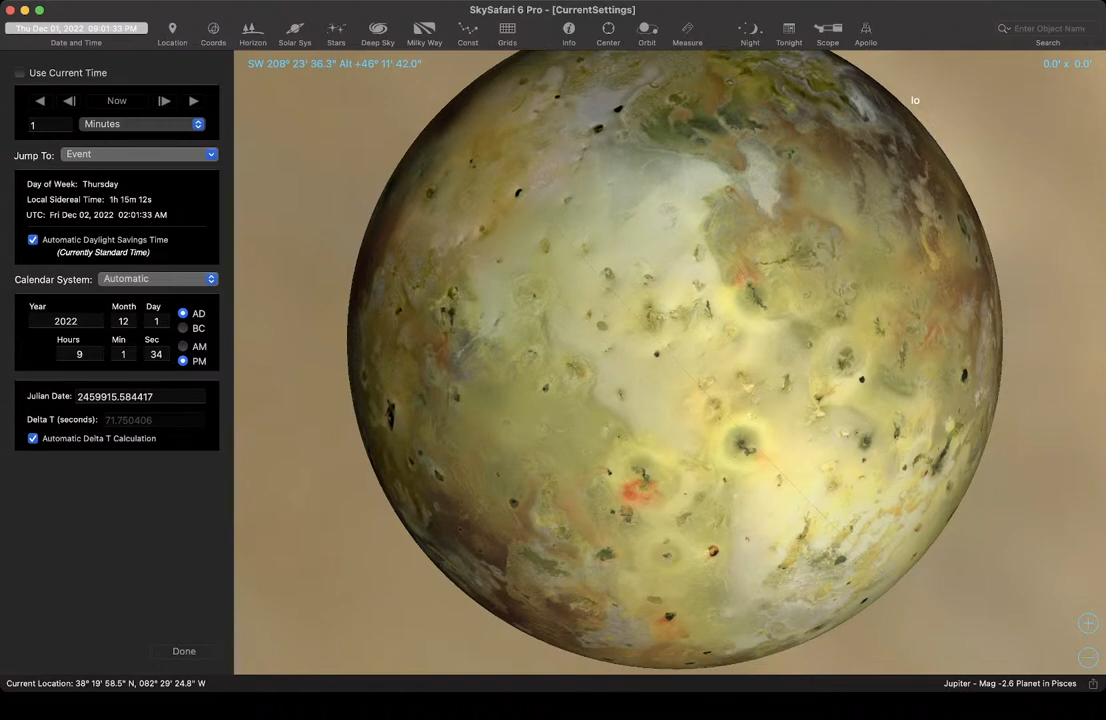 SkySafari 6 Pro - [CurrentSettings]
Thu Dec 01, 2022 09:01:33 PM
Date and Time
Location
Coords
Horizon
Solar Sys
Stars
Deep Sky
Milky Way
Const
Grids
Info
Center
Orbit
Measure
Night
Tonight
Scope
Apollo
Enter Object Name
Search
SW 208° 23' 36.3" Alt +46° 11' 42.0"
0.0' x 0.0'
Use Current Time
Now
1
Minutes
Jump To: Event
Day of Week: Thursday
Local Sidereal Time: 1h 15m 12s
UTC: Fri Dec 02, 2022 02:01:33 AM
Automatic Daylight Savings Time
(Currently Standard Time)
Calendar System: Automatic
Year Month Day
2022 12 1
AD
BC
Hours Min Sec
9 1 34
AM
PM
Julian Date: 2459915.584417
Delta T (seconds): 71.750406
Automatic Delta T Calculation
Done
Io
Current Location: 38° 19' 58.5" N, 082° 29' 24.8" W
Jupiter - Mag -2.6 Planet in Pisces